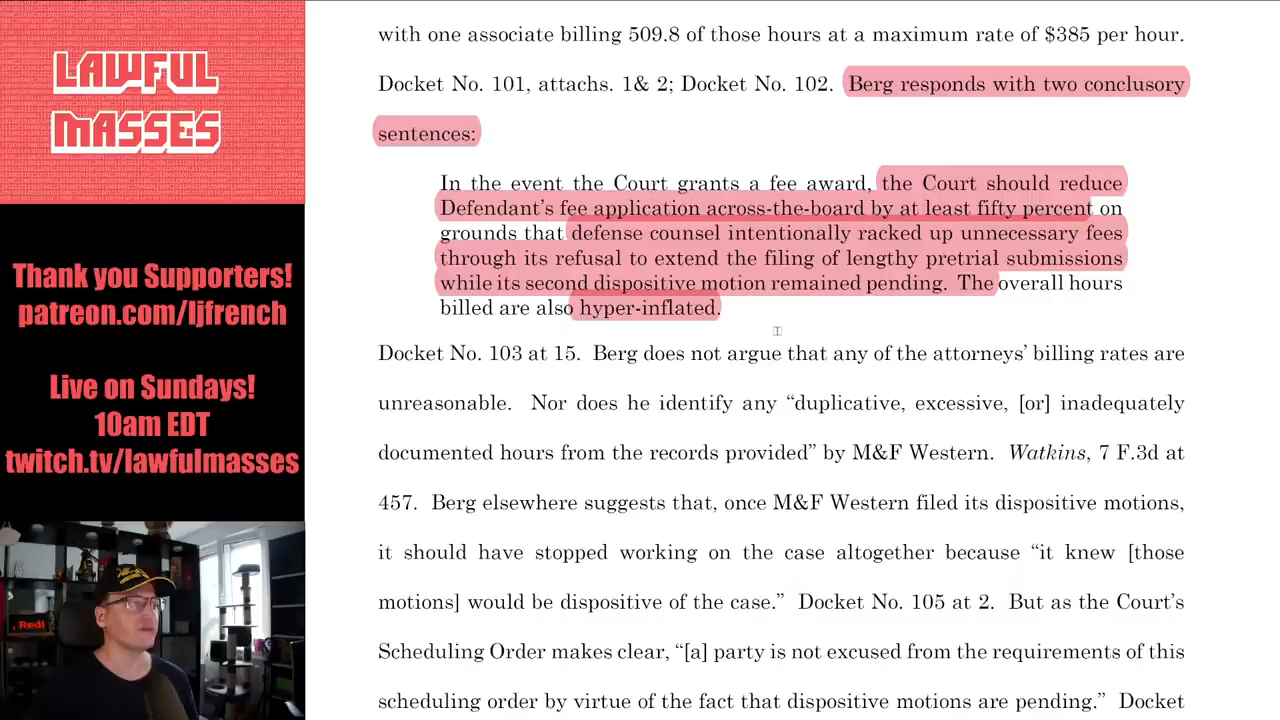 LAWFUL
MASSES
Thank you Supporters!
patreon.com/ljfrench
Live on Sundays!
10am EDT
twitch.tv/lawfulmasses
Red!
with one associate billing 509.8 of those hours at a maximum rate of $385 per hour.
Docket No. 101, attachs. 1& 2; Docket No. 102. Berg responds with two conclusory
sentences:
In the event the Court grants a fee award, the Court should reduce
Defendant's fee application across-the-board by at least fifty percent on
grounds that defense counsel intentionally racked up unnecessary fees
through its refusal to extend the filing of lengthy pretrial submissions
while its second dispositive motion remained pending. The overall hours
billed are also hyper-inflated.
Docket No. 103 at 15. Berg does not argue that any of the attorneys' billing rates are
unreasonable. Nor does he identify any “duplicative, excessive, [or] inadequately
documented hours from the records provided” by M&F Western. Watkins, 7 F.3d at
457. Berg elsewhere suggests that, once M&F Western filed its dispositive motions,
it should have stopped working on the case altogether because “it knew [those
motions] would be dispositive of the case.” Docket No. 105 at 2. But as the Court's
Scheduling Order makes clear, “[a] party is not excused from the requirements of this
scheduling order by virtue of the fact that dispositive motions are pending.” Docket